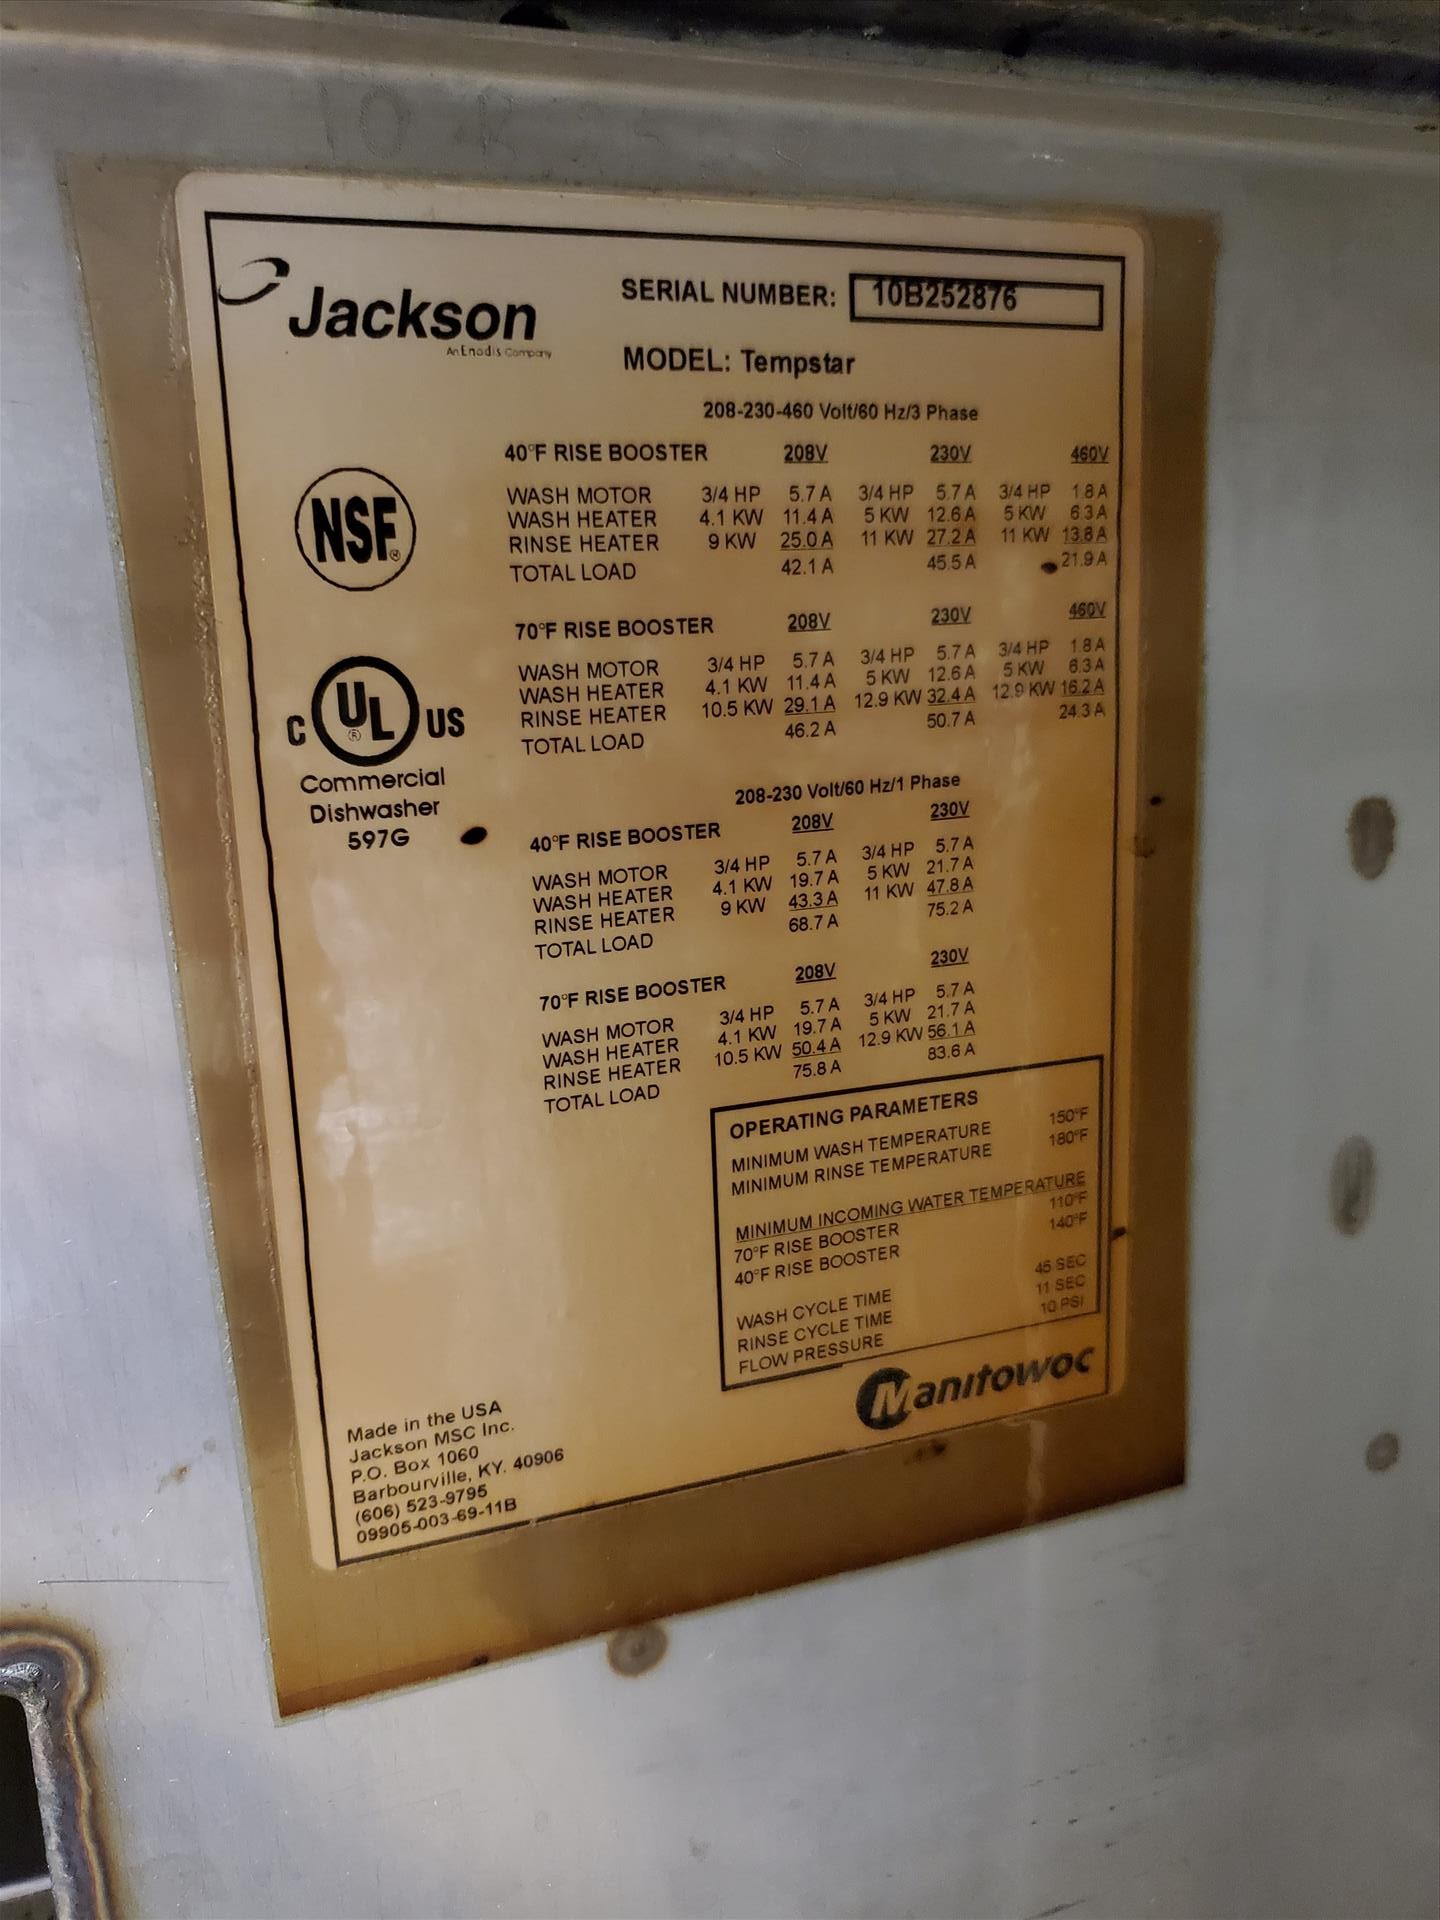 Jackson
An Enodis Company
SERIAL NUMBER: 10B252876
MODEL: Tempstar
208-230-460 Volt/60 Hz/3 Phase
40°F RISE BOOSTER 208V 230V 460V
WASH MOTOR 3/4 HP 5.7 A 3/4 HP 5.7 A 3/4 HP 1.8 A
WASH HEATER 4.1 KW 11.4 A 5 KW 12.6 A 5 KW 6.3 A
RINSE HEATER 9 KW 25.0 A 11 KW 27.2 A 11 KW 13.8 A
TOTAL LOAD 42.1 A 45.5 A 21.9 A
NSF®
70°F RISE BOOSTER 208V 230V 460V
WASH MOTOR 3/4 HP 5.7 A 3/4 HP 5.7 A 3/4 HP 1.8 A
WASH HEATER 4.1 KW 11.4 A 5 KW 12.6 A 5 KW 6.3 A
RINSE HEATER 10.5 KW 29.1 A 12.9 KW 32.4 A 12.9 KW 16.2 A
TOTAL LOAD 46.2 A 50.7 A 24.3 A
C UL® US
Commercial
Dishwasher
597G
208-230 Volt/60 Hz/1 Phase
40°F RISE BOOSTER 208V 230V
WASH MOTOR 3/4 HP 5.7 A 3/4 HP 5.7 A
WASH HEATER 4.1 KW 19.7 A 5 KW 21.7 A
RINSE HEATER 9 KW 43.3 A 11 KW 47.8 A
TOTAL LOAD 68.7 A 75.2 A
70°F RISE BOOSTER 208V 230V
WASH MOTOR 3/4 HP 5.7 A 3/4 HP 5.7 A
WASH HEATER 4.1 KW 19.7 A 5 KW 21.7 A
RINSE HEATER 10.5 KW 50.4 A 12.9 KW 56.1 A
TOTAL LOAD 75.8 A 83.6 A
OPERATING PARAMETERS
MINIMUM WASH TEMPERATURE 150°F
MINIMUM RINSE TEMPERATURE 180°F
MINIMUM INCOMING WATER TEMPERATURE
70°F RISE BOOSTER 110°F
40°F RISE BOOSTER 140°F
WASH CYCLE TIME 45 SEC
RINSE CYCLE TIME 11 SEC
FLOW PRESSURE 10 PSI
Manitowoc
Made in the USA
Jackson MSC Inc.
P.O. Box 1060
Barbourville, KY. 40906
(606) 523-9795
09905-003-69-11B